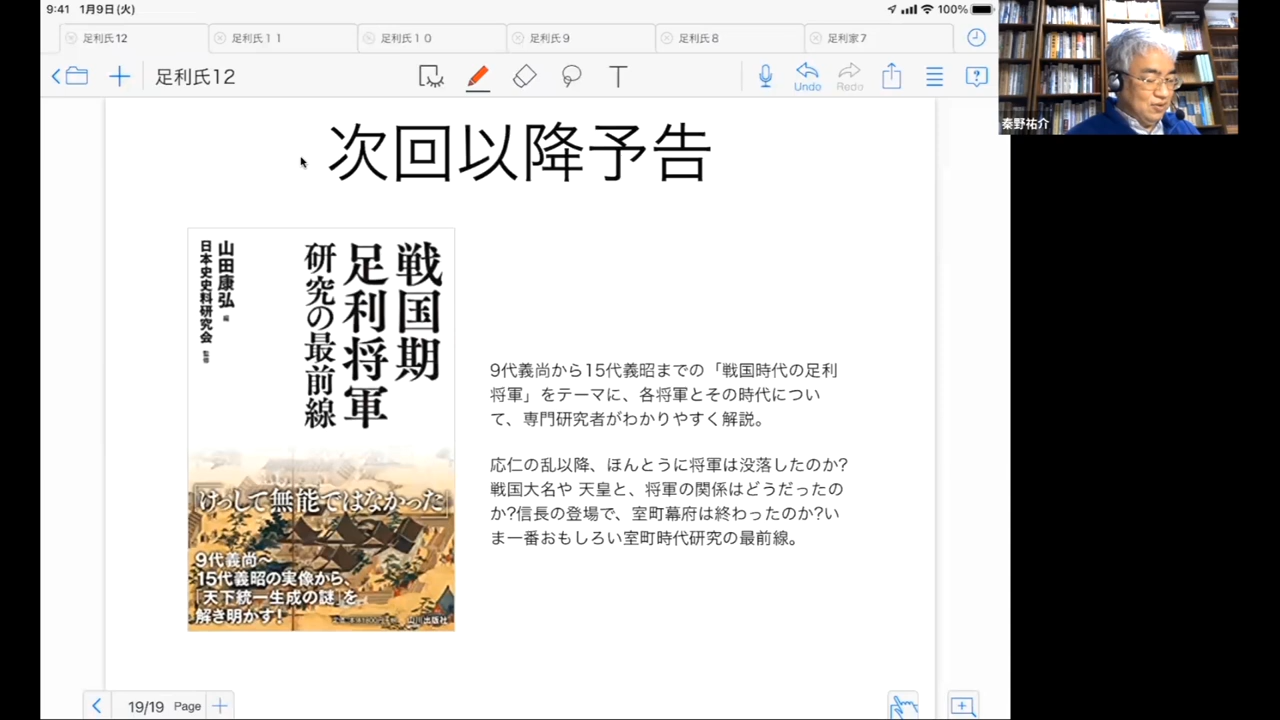 9:41 1月9日(火)
100%
足利氏12
足利氏11
足利氏10
足利氏9
足利氏8
足利家7
足利氏12
Undo
Redo
秦野祐介
次回以降予告
戦国期
足利将軍
研究の最前線
山田康弘 編
日本史史料研究会 監修
「けっして無能ではなかった」
9代義尚~
15代義昭の実像から、
「天下統一生成の謎」を
解き明かす!
山川出版社
9代義尚から15代義昭までの「戦国時代の足利
将軍」をテーマに、各将軍とその時代につい
て、専門研究者がわかりやすく解説。
応仁の乱以降、ほんとうに将軍は没落したのか?
戦国大名や 天皇と、将軍の関係はどうだったの
か?信長の登場で、室町幕府は終わったのか?い
ま一番おもしろい室町時代研究の最前線。
19/19 Page